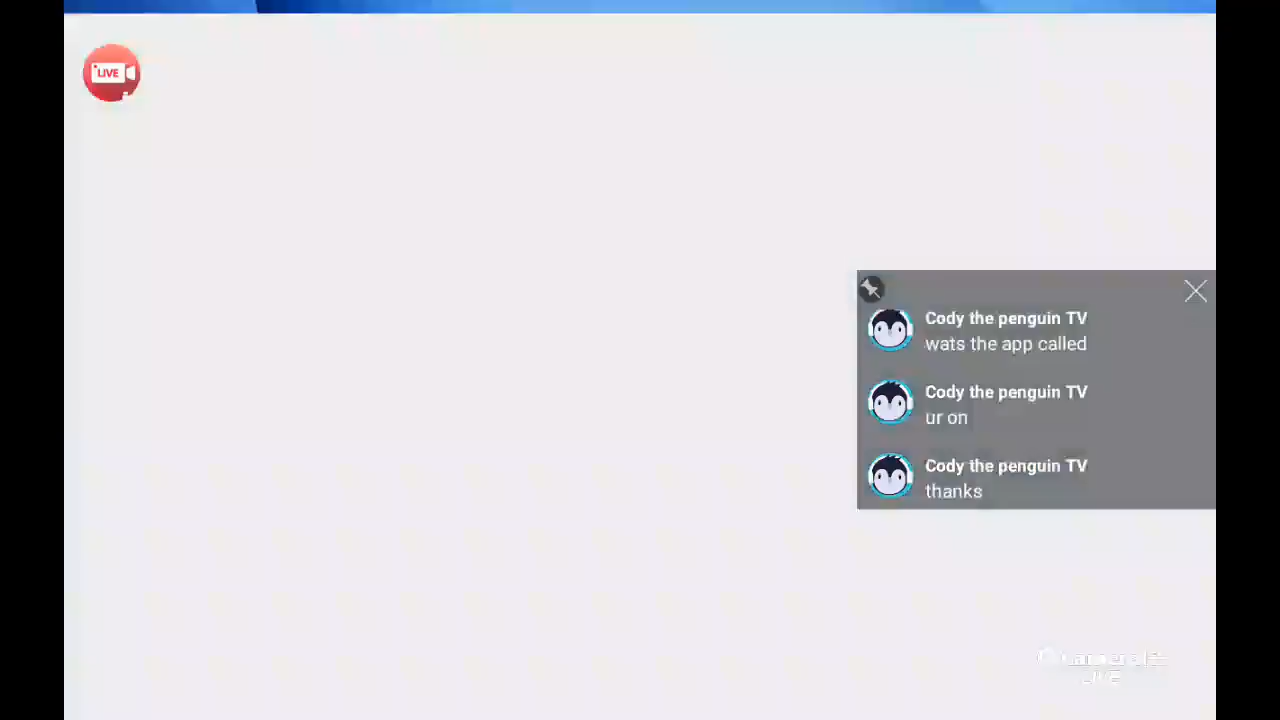 LIVE
Cody the penguin TV
wats the app called
Cody the penguin TV
ur on
Cody the penguin TV
thanks
LIVE